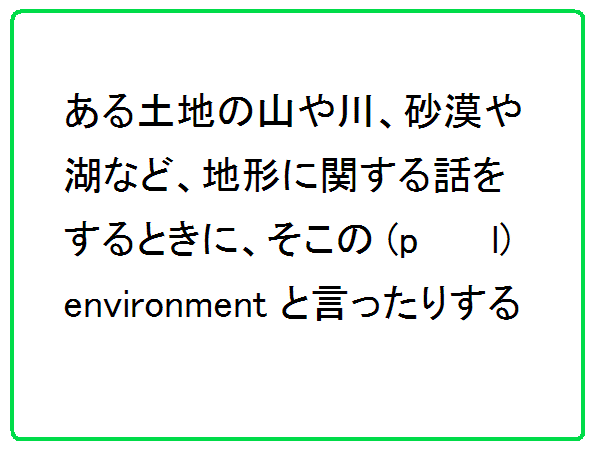 ある土地の山や川、砂漠や
湖など、地形に関する話を
するときに、そこの (p　　l)
environment と言ったりする